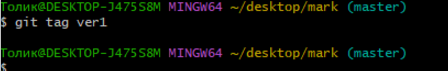 Толик@DESKTOP-J475S8M MINGW64 ~/desktop/mark (master)
$ git tag ver1
Толик@DESKTOP-J475S8M MINGW64 ~/desktop/mark (master)
$